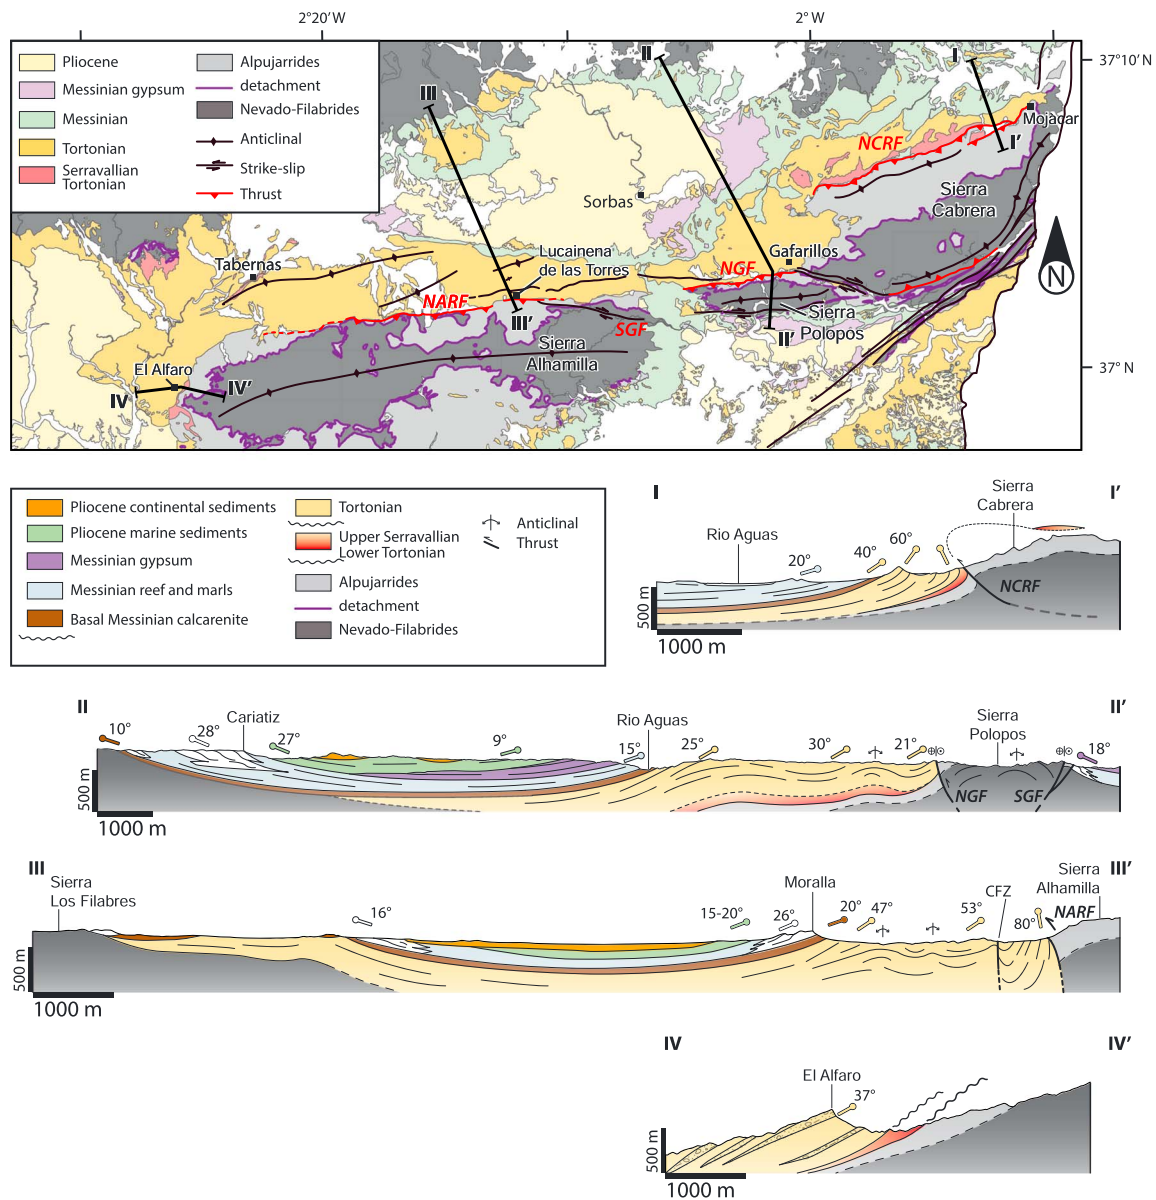 2°20'W
2°W
37°10'N
37°N
Pliocene
Messinian gypsum
Messinian
Tortonian
Serravallian
Tortonian
Alpujarrides
detachment
Nevado-Filabrides
Anticlinal
Strike-slip
Thrust
II
I
III
Mojacar
I'
NCRF
Sorbas
Sierra
Cabrera
Tabernas
Lucainena
de las Torres
Gafarillos
NGF
NARF
III'
SGF
Sierra
Polopos
II'
Sierra
Alhamilla
El Alfaro
IV
IV'
N
Pliocene continental sediments
Pliocene marine sediments
Messinian gypsum
Messinian reef and marls
Basal Messinian calcarenite
Tortonian
Upper Serravallian
Lower Tortonian
Alpujarrides
detachment
Nevado-Filabrides
Anticlinal
Thrust
I
I'
Sierra
Cabrera
Rio Aguas
20°
40°
60°
NCRF
500 m
1000 m
II
II'
Cariatiz
Rio Aguas
Sierra
Polopos
10°
28°
27°
9°
15°
25°
30°
21°
18°
NGF
SGF
500 m
1000 m
III
III'
Sierra
Los Filabres
Moralla
CFZ
Sierra
Alhamilla
16°
15-20°
26°
20°
47°
53°
80°
NARF
500 m
1000 m
IV
IV'
El Alfaro
37°
500 m
1000 m